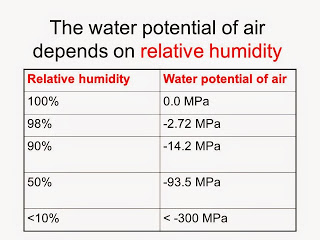 The water potential of air
depends on relative humidity
Relative humidity Water potential of air
100% 0.0 MPa
98% -2.72 MPa
90% -14.2 MPa
50% -93.5 MPa
<10% < -300 MPa